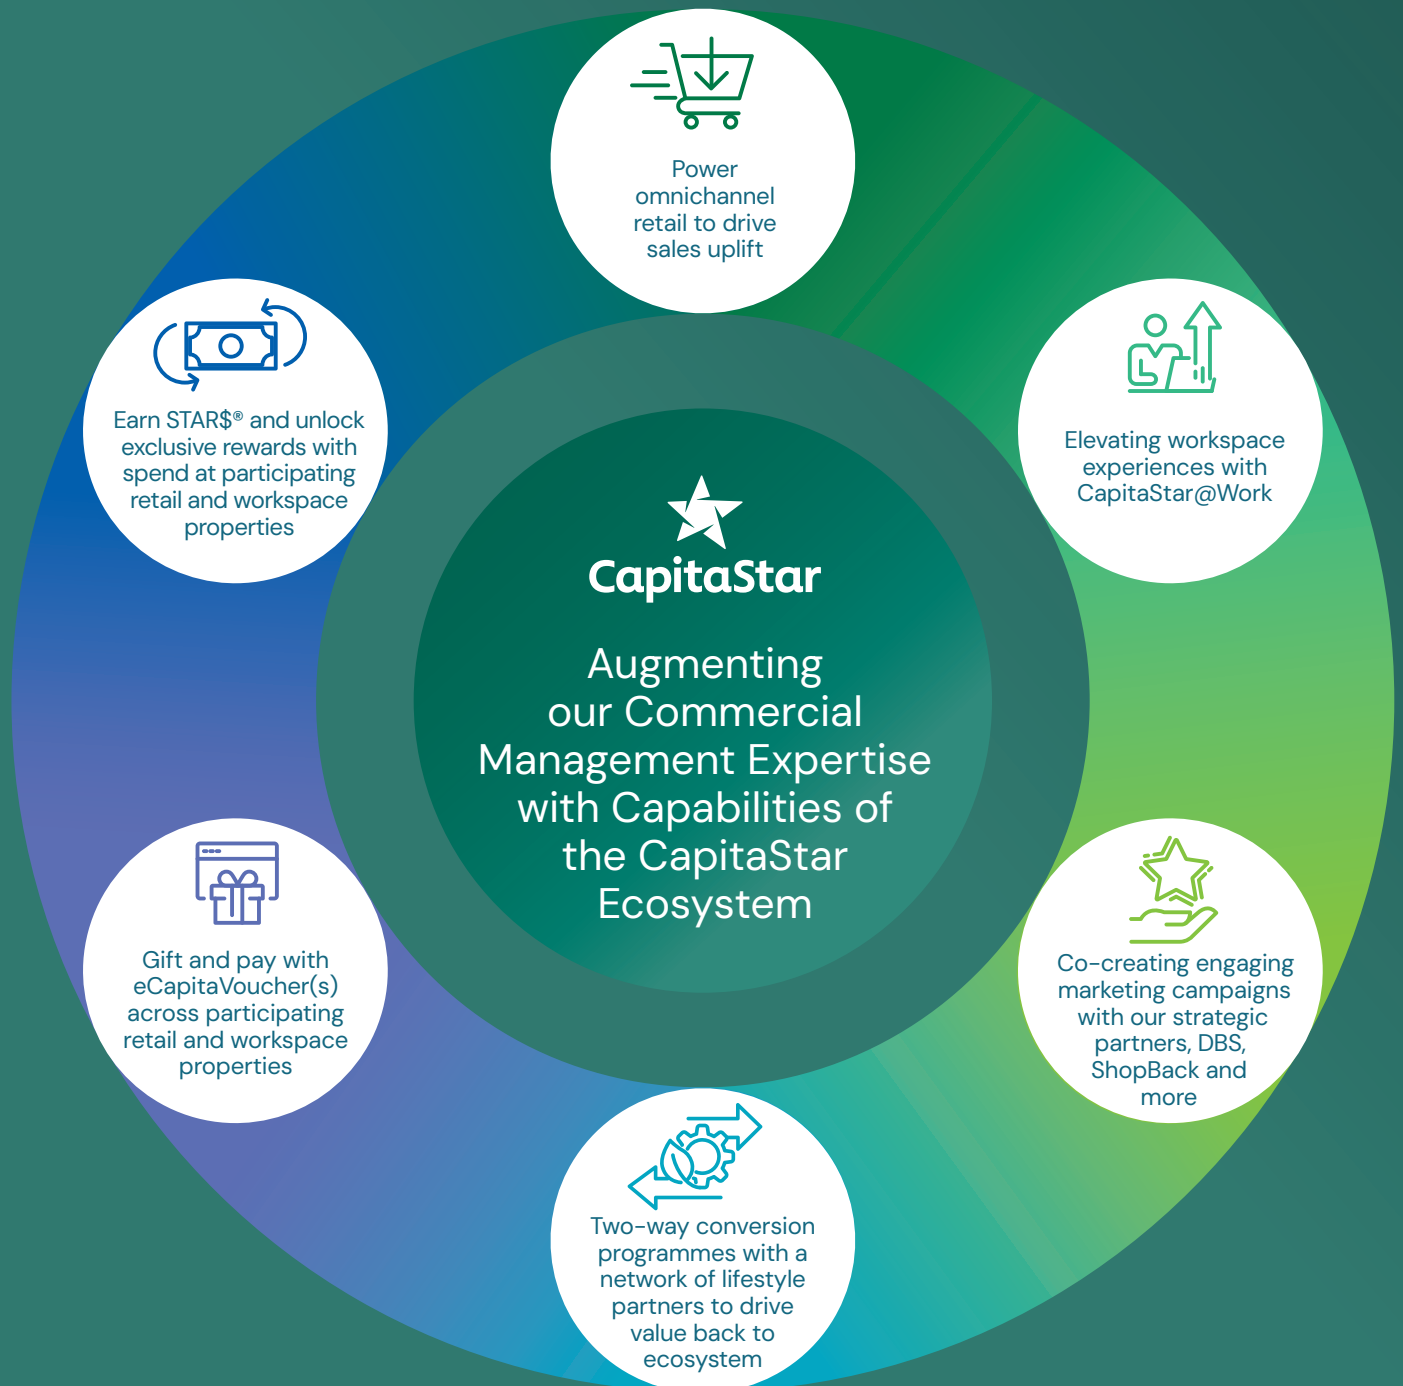 Power
omnichannel
retail to drive
sales uplift
Elevating workspace
experiences with
CapitaStar@Work
Co-creating engaging
marketing campaigns
with our strategic
partners, DBS,
ShopBack and
more
Two-way conversion
programmes with a
network of lifestyle
partners to drive
value back to
ecosystem
Gift and pay with
eCapitaVoucher(s)
across participating
retail and workspace
properties
Earn STAR$® and unlock
exclusive rewards with
spend at participating
retail and workspace
properties
CapitaStar
Augmenting
our Commercial
Management Expertise
with Capabilities of
the CapitaStar
Ecosystem